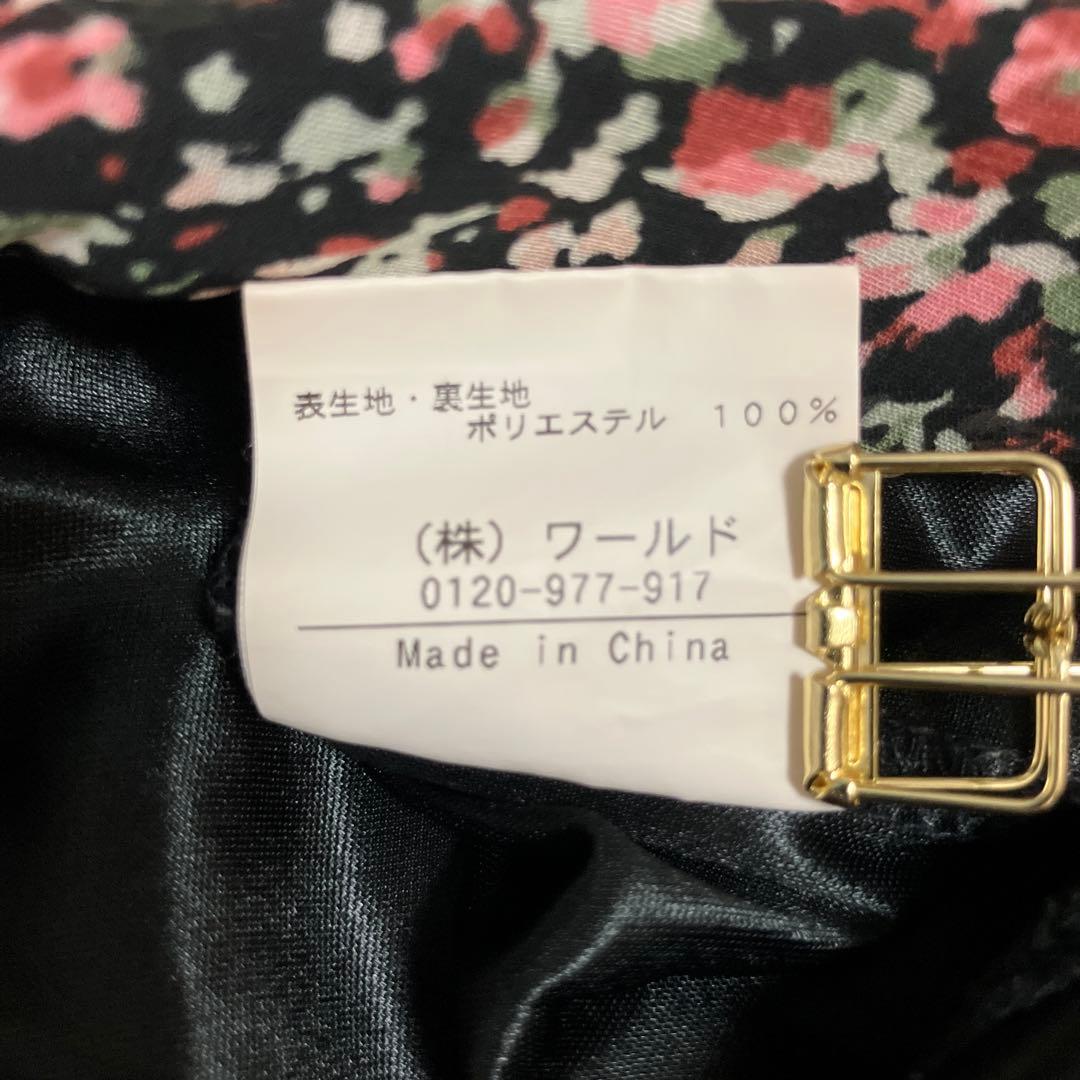 表生地・裏生地
ポリエステル 100%
(株) ワールド
0120-977-917
Made in China